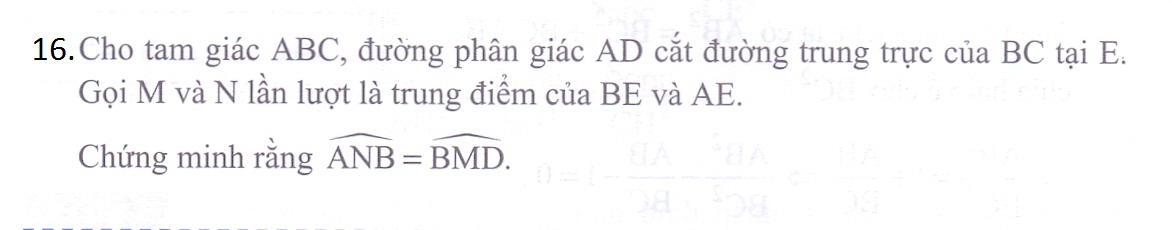 16. Cho tam giác ABC, đường phân giác AD cắt đường trung trực của BC tại E.
Gọi M và N lần lượt là trung điểm của BE và AE.
Chứng minh rằng $\widehat{ANB} = \widehat{BMD}$.